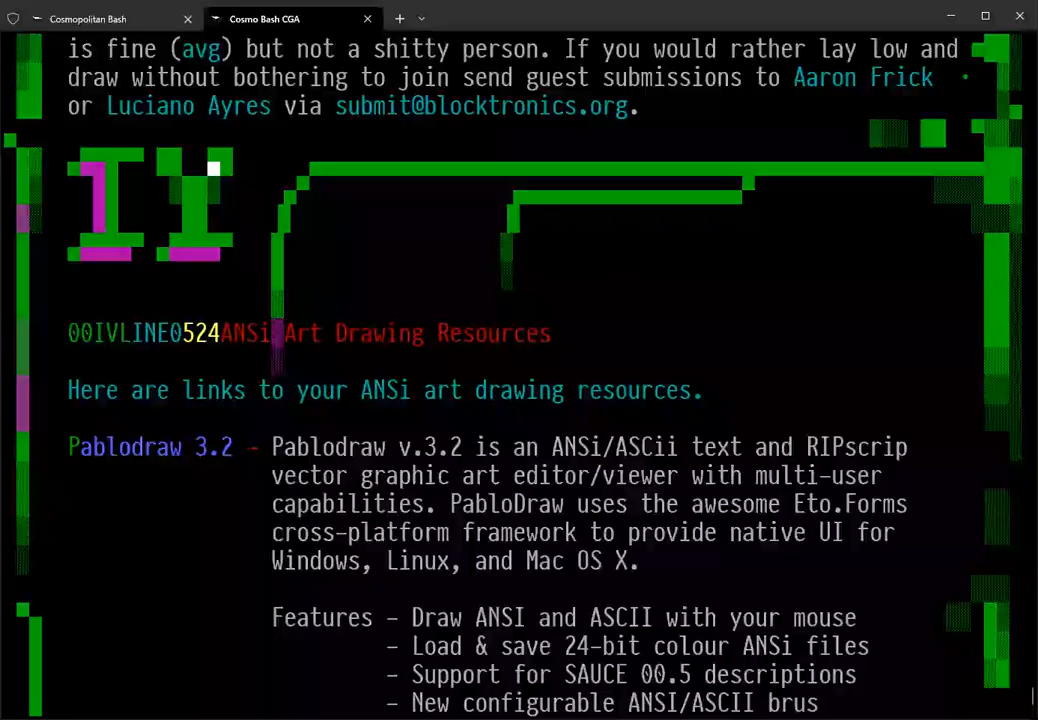 Cosmopolitan Bash
Cosmo Bash CGA
is fine (avg) but not a shitty person. If you would rather lay low and
draw without bothering to join send guest submissions to Aaron Frick
or Luciano Ayres via submit@blocktronics.org.
IX
00IVLINE0524ANSi Art Drawing Resources
Here are links to your ANSi art drawing resources.
Pablodraw 3.2 - Pablodraw v.3.2 is an ANSi/ASCii text and RIPscrip
vector graphic art editor/viewer with multi-user
capabilities. PabloDraw uses the awesome Eto.Forms
cross-platform framework to provide native UI for
Windows, Linux, and Mac OS X.
Features - Draw ANSI and ASCII with your mouse
- Load & save 24-bit colour ANSi files
- Support for SAUCE 00.5 descriptions
- New configurable ANSI/ASCII brus